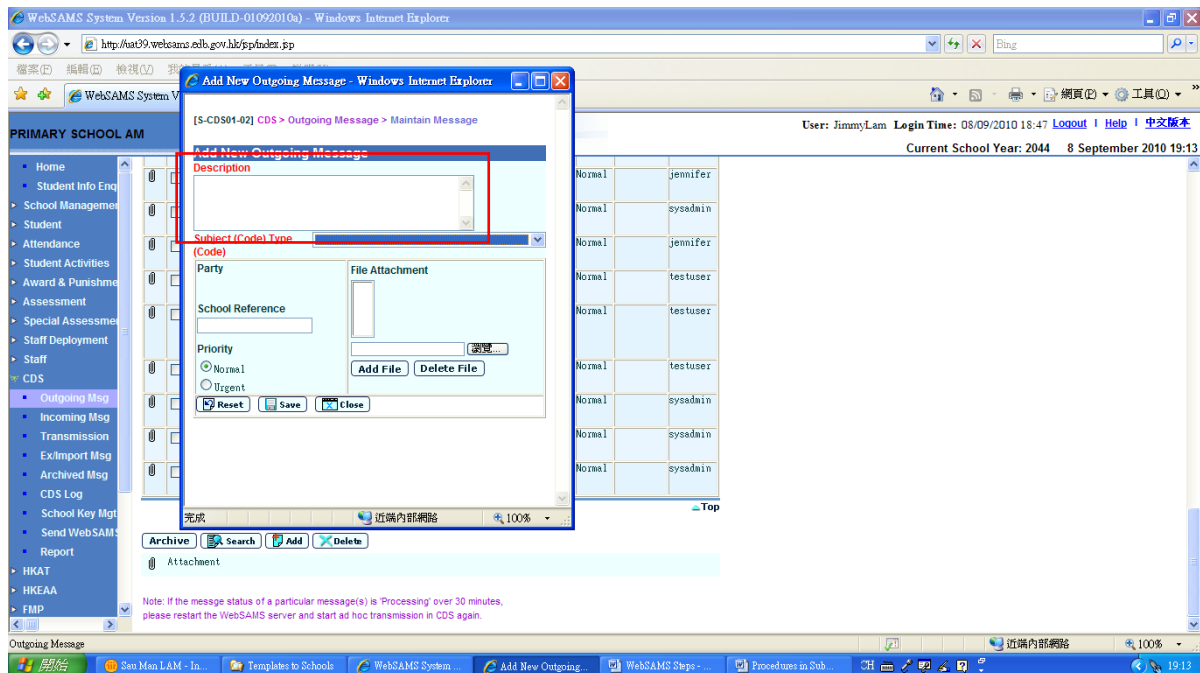 WebSAMS System Version 1.5.2 (BUILD-01092010a) - Windows Internet Explorer
http://uat39.websams.edb.gov.hk/jsp/index.jsp
Bing
檔案(F) 編輯(E) 檢視(V)
WebSAMS System V
網頁(P)
工具(O)
PRIMARY SCHOOL AM
User: JimmyLam Login Time: 08/09/2010 18:47 Logout | Help | 中文版本
Current School Year: 2044 8 September 2010 19:13
Home
Student Info Enq
School Managemen
Student
Attendance
Student Activities
Award & Punishme
Assessment
Special Assessmen
Staff Deployment
Staff
CDS
Outgoing Msg
Incoming Msg
Transmission
Ex/Import Msg
Archived Msg
CDS Log
School Key Mgt
Send WebSAMS
Report
HKAT
HKEAA
FMP
Add New Outgoing Message - Windows Internet Explorer
[S-CDS01-02] CDS > Outgoing Message > Maintain Message
Add New Outgoing Message
Description
Subject (Code) Type
(Code)
Party
File Attachment
School Reference
Priority
瀏覽...
Normal
Add File Delete File
Urgent
Reset Save Close
完成 近端內部網路 100%
Normal jennifer
Normal sysadmin
Normal jennifer
Normal testuser
Normal testuser
Normal testuser
Normal sysadmin
Normal sysadmin
Normal sysadmin
Top
Archive Search Add Delete
Attachment
Note: If the messge status of a particular message(s) is 'Processing' over 30 minutes,
please restart the WebSAMS server and start ad hoc transmission in CDS again.
Outgoing Message
近端內部網路 100%
開始 Sau Man LAM - In... Templates to Schools WebSAMS System ... Add New Outgoing... WebSAMS Steps - ... Procedures in Sub... CH 19:13